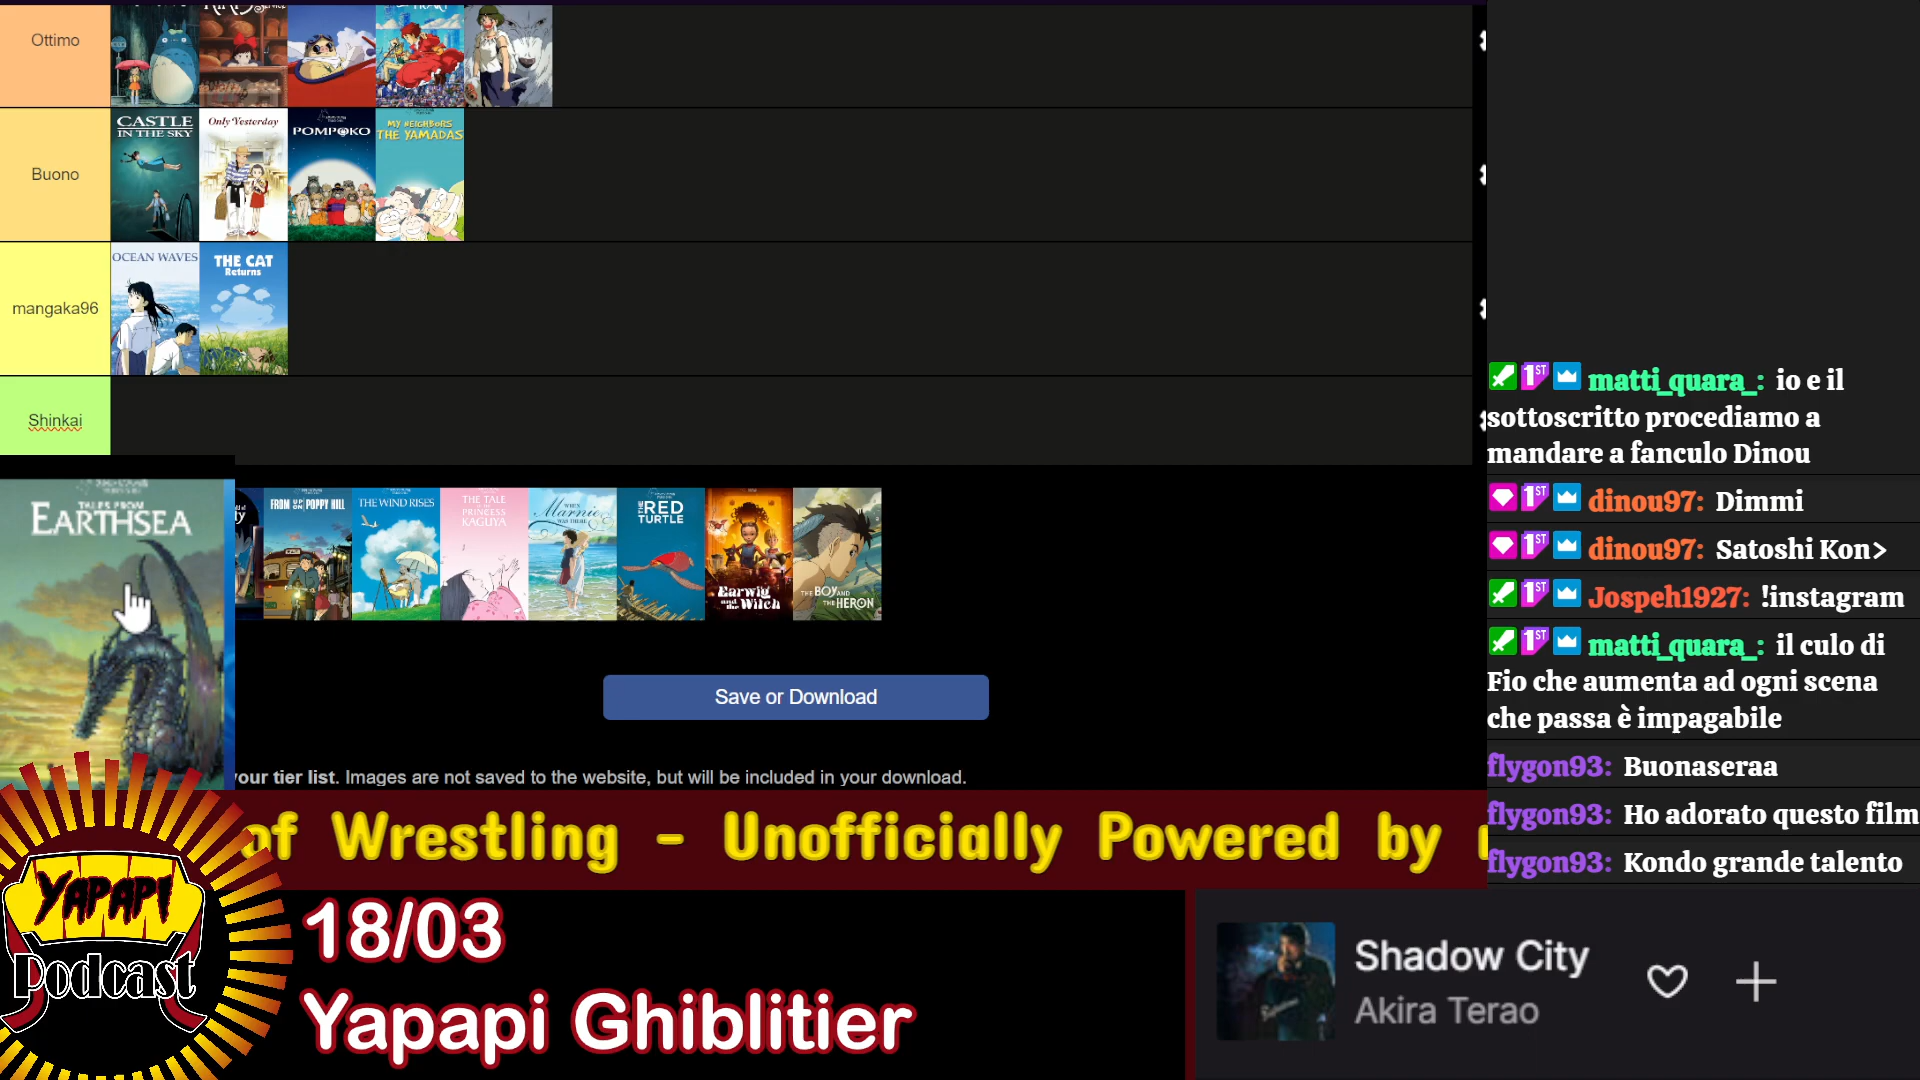 Ottimo
Buono
CASTLE
IN THE SKY
Only Yesterday
POMPOKO
MY NEIGHBORS
THE YAMADAS
mangaka96
OCEAN WAVES
THE CAT
Returns
Shinkai
TALES FROM
EARTHSEA
FROM UP ON POPPY HILL
THE WIND RISES
THE TALE
PRINCESS
KAGUYA
Marnie
WAS THERE
THE RED
TURTLE
Earwig
and the Witch
THE BOY AND
THE HERON
Save or Download
your tier list. Images are not saved to the website, but will be included in your download.
matti_quara_: io e il
sottoscritto procediamo a
mandare a fanculo Dinou
dinou97: Dimmi
dinou97: Satoshi Kon>
Jospeh1927: !instagram
matti_quara_: il culo di
Fio che aumenta ad ogni scena
che passa è impagabile
flygon93: Buonaseraa
flygon93: Ho adorato questo film
flygon93: Kondo grande talento
of Wrestling - Unofficially Powered by
YAPAPI
Podcast
18/03
Yapapi Ghiblitier
Shadow City
Akira Terao